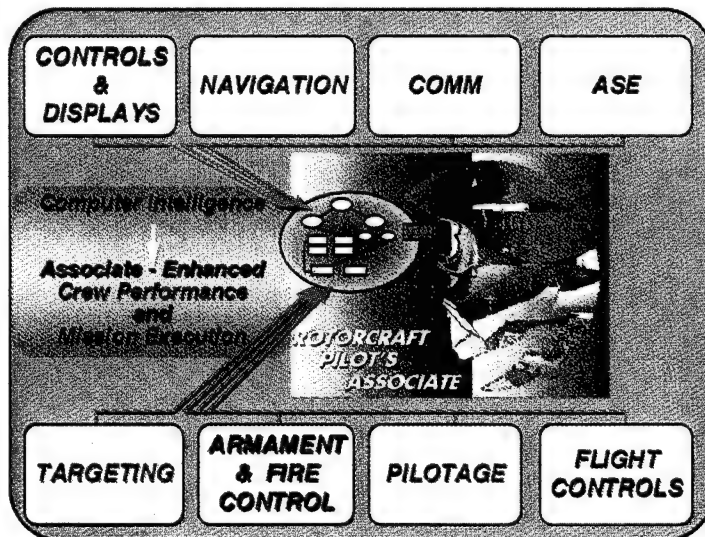 CONTROLS
&
DISPLAYS
NAVIGATION
COMM
ASE
Computer Intelligence
Associate - Enhanced
Crew Performance
and
Mission Execution
ROTORCRAFT
PILOT'S
ASSOCIATE
TARGETING
ARMAMENT
& FIRE
CONTROL
PILOTAGE
FLIGHT
CONTROLS